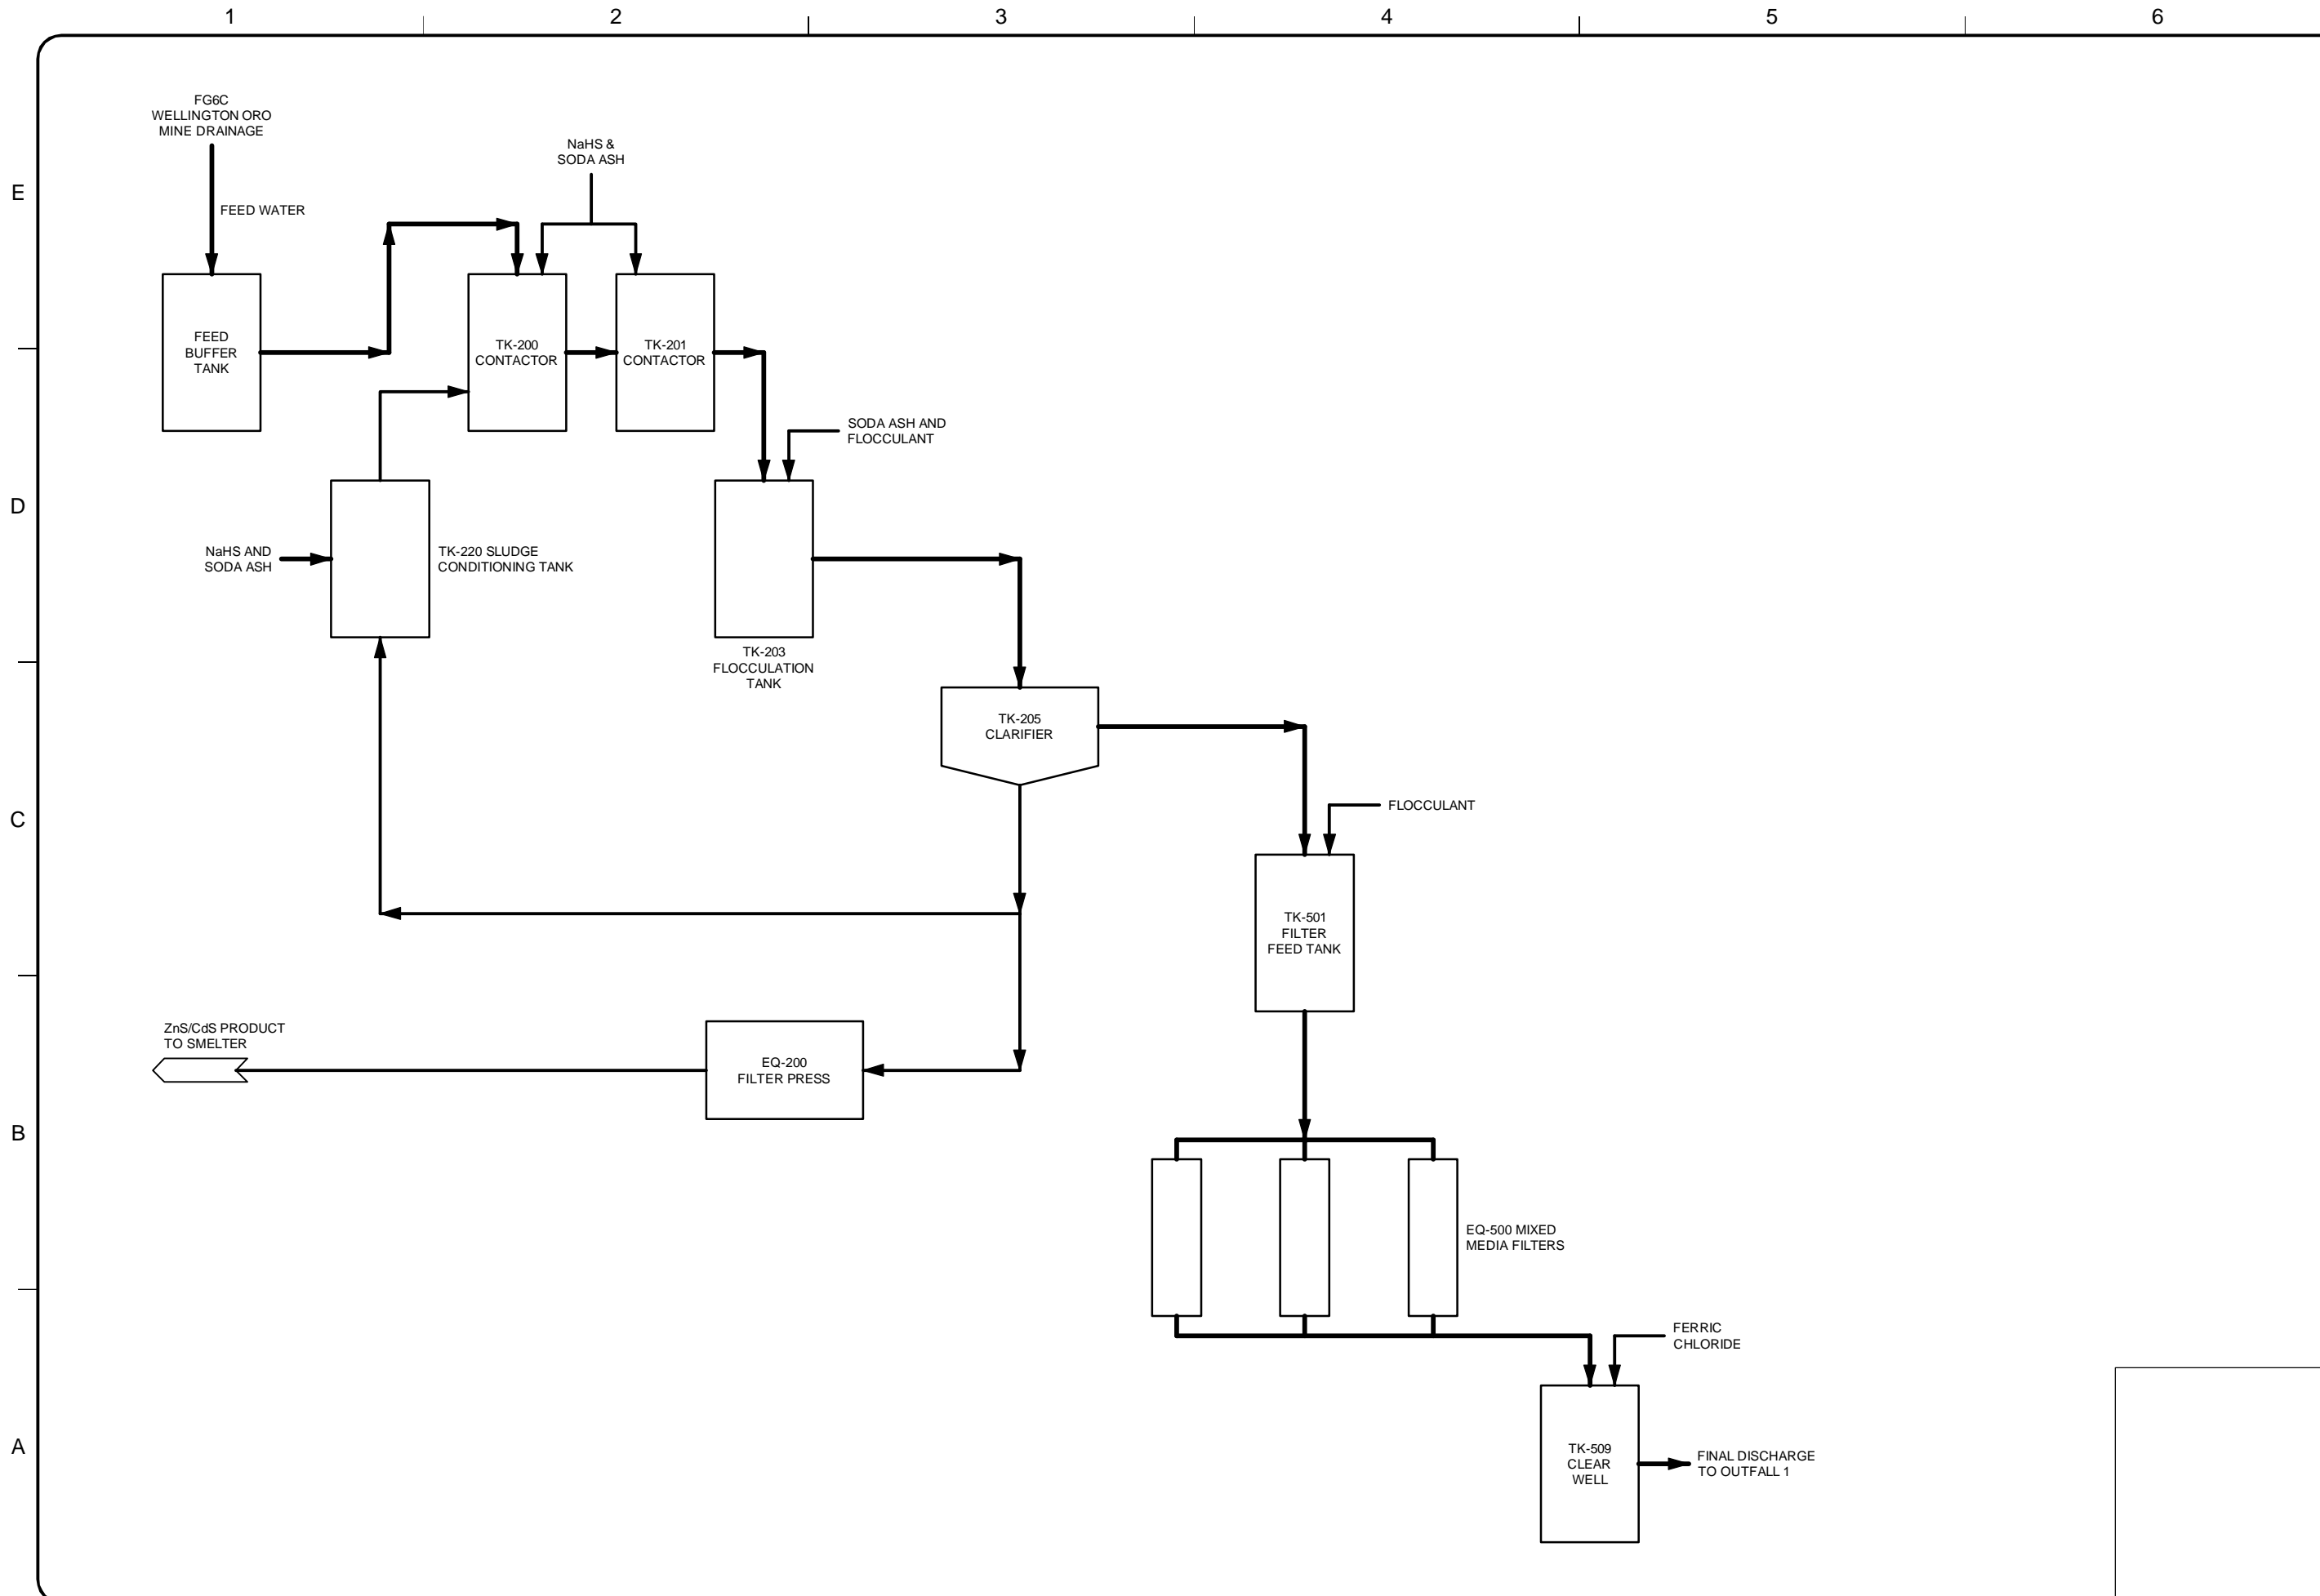 1
2
3
4
5
6
FG6C
WELLINGTON ORO
MINE DRAINAGE
NaHS &
SODA ASH
E
FEED WATER
FEED
BUFFER
TANK
TK-200
CONTACTOR
TK-201
CONTACTOR
SODA ASH AND
FLOCCULANT
D
NaHS AND
SODA ASH
TK-220 SLUDGE
CONDITIONING TANK
TK-203
FLOCCULATION
TANK
TK-205
CLARIFIER
C
FLOCCULANT
TK-501
FILTER
FEED TANK
ZnS/CdS PRODUCT
TO SMELTER
EQ-200
FILTER PRESS
B
EQ-500 MIXED
MEDIA FILTERS
FERRIC
CHLORIDE
A
TK-509
CLEAR
WELL
FINAL DISCHARGE
TO OUTFALL 1